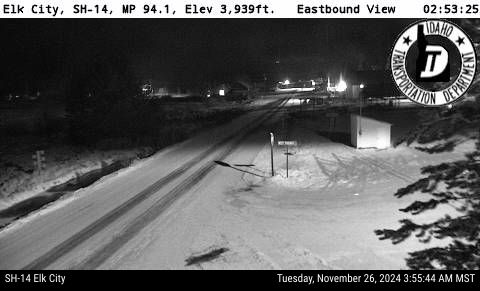 Elk City, SH-14, MP 94.1, Elev 3,939ft. Eastbound View 02:53:25
IDAHO
TRANSPORTATION DEPARTMENT
SH-14 Elk City
Tuesday, November 26, 2024 3:55:44 AM MST